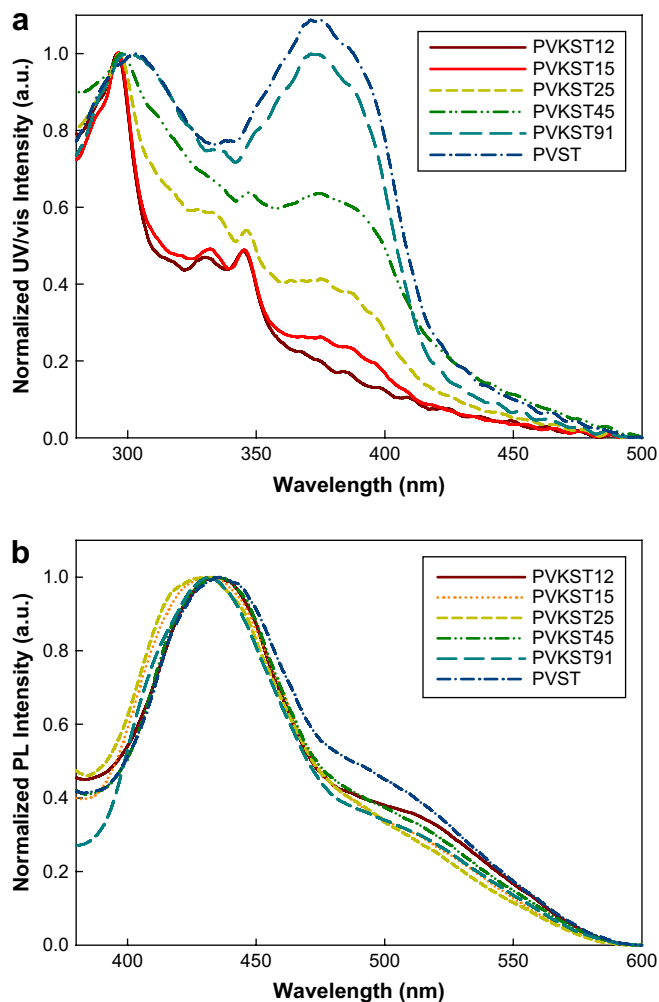 a
Normalized UV/vis Intensity (a.u.)
1.0
0.8
0.6
0.4
0.2
0.0
PVKST12
PVKST15
PVKST25
PVKST45
PVKST91
PVST
300 350 400 450 500
Wavelength (nm)
b
Normalized PL Intensity (a.u.)
1.0
0.8
0.6
0.4
0.2
0.0
PVKST12
PVKST15
PVKST25
PVKST45
PVKST91
PVST
400 450 500 550 600
Wavelength (nm)